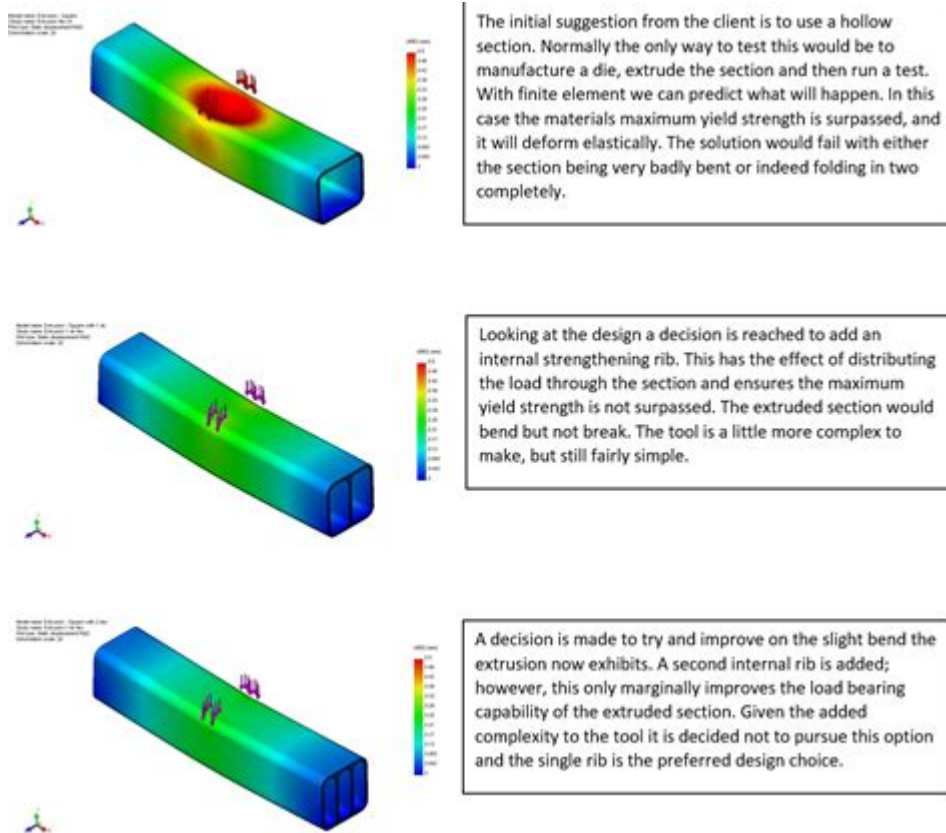 The initial suggestion from the client is to use a hollow
section. Normally the only way to test this would be to
manufacture a die, extrude the section and then run a test.
With finite element we can predict what will happen. In this
case the materials maximum yield strength is surpassed, and
it will deform elastically. The solution would fail with either
the section being very badly bent or indeed folding in two
completely.
Looking at the design a decision is reached to add an
internal strengthening rib. This has the effect of distributing
the load through the section and ensures the maximum
yield strength is not surpassed. The extruded section would
bend but not break. The tool is a little more complex to
make, but still fairly simple.
A decision is made to try and improve on the slight bend the
extrusion now exhibits. A second internal rib is added;
however, this only marginally improves the load bearing
capability of the extruded section. Given the added
complexity to the tool it is decided not to pursue this option
and the single rib is the preferred design choice.